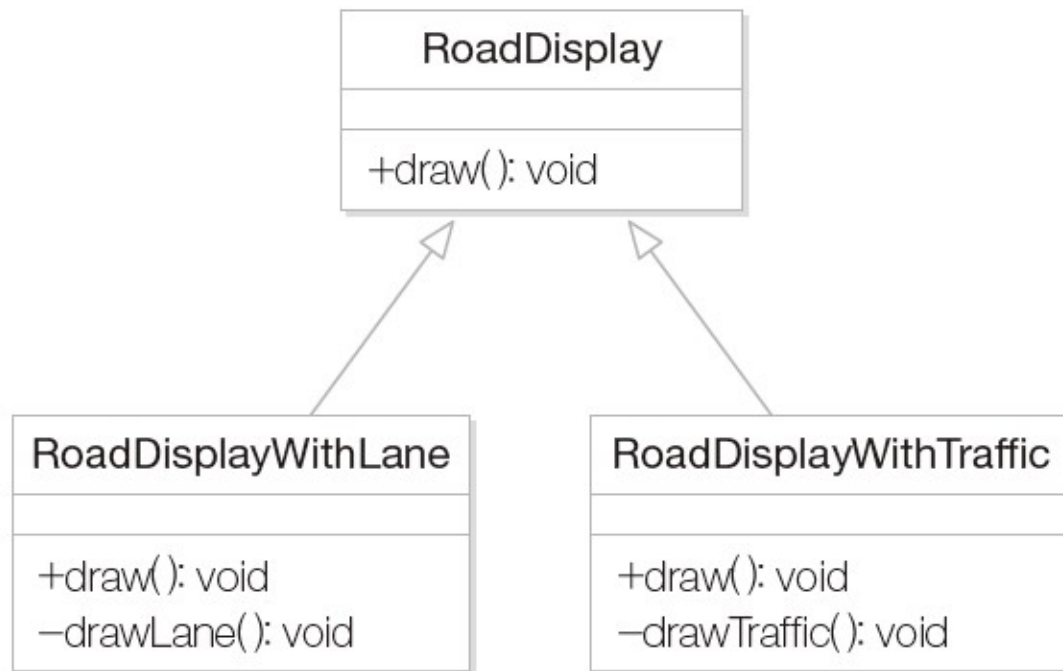 RoadDisplay
+draw(): void
RoadDisplayWithLane
+draw(): void
–drawLane(): void
RoadDisplayWithTraffic
+draw(): void
–drawTraffic(): void